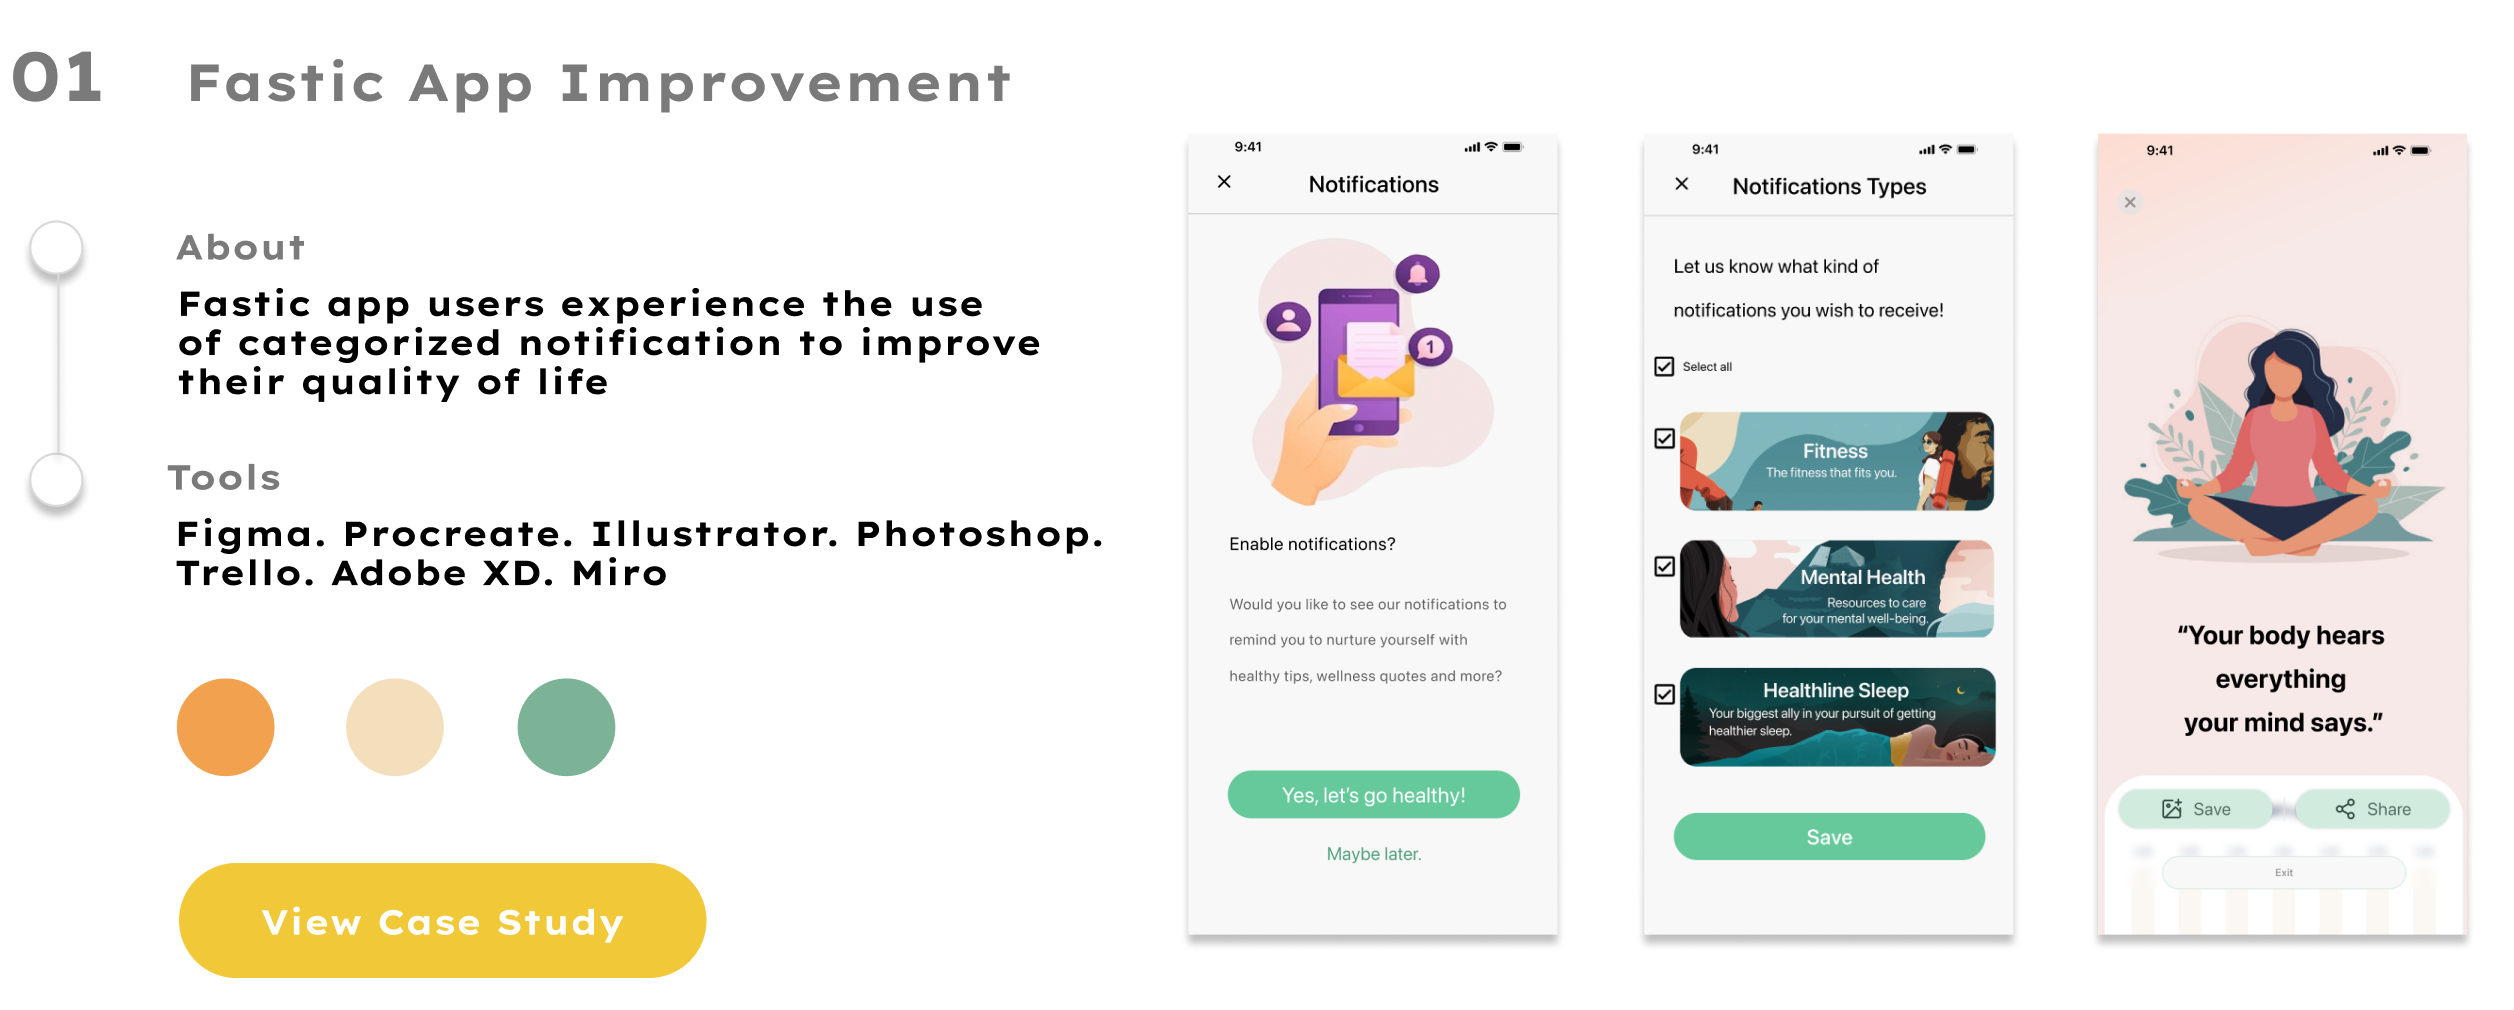 01 Fastic App Improvement
About
Fastic app users experience the use
of categorized notification to improve
their quality of life
Tools
Figma. Procreate. Illustrator. Photoshop.
Trello. Adobe XD. Miro
View Case Study
9:41
Notifications
1
Enable notifications?
Would you like to see our notifications to
remind you to nurture yourself with
healthy tips, wellness quotes and more?
Yes, let's go healthy!
Maybe later.
9:41
Notifications Types
Let us know what kind of
notifications you wish to receive!
Select all
Fitness
The fitness that fits you.
Mental Health
Resources to care
for your mental well-being.
Healthline Sleep
Your biggest ally in your pursuit of getting
healthier sleep.
Save
9:41
“Your body hears
everything
your mind says.”
Save
Share
Exit